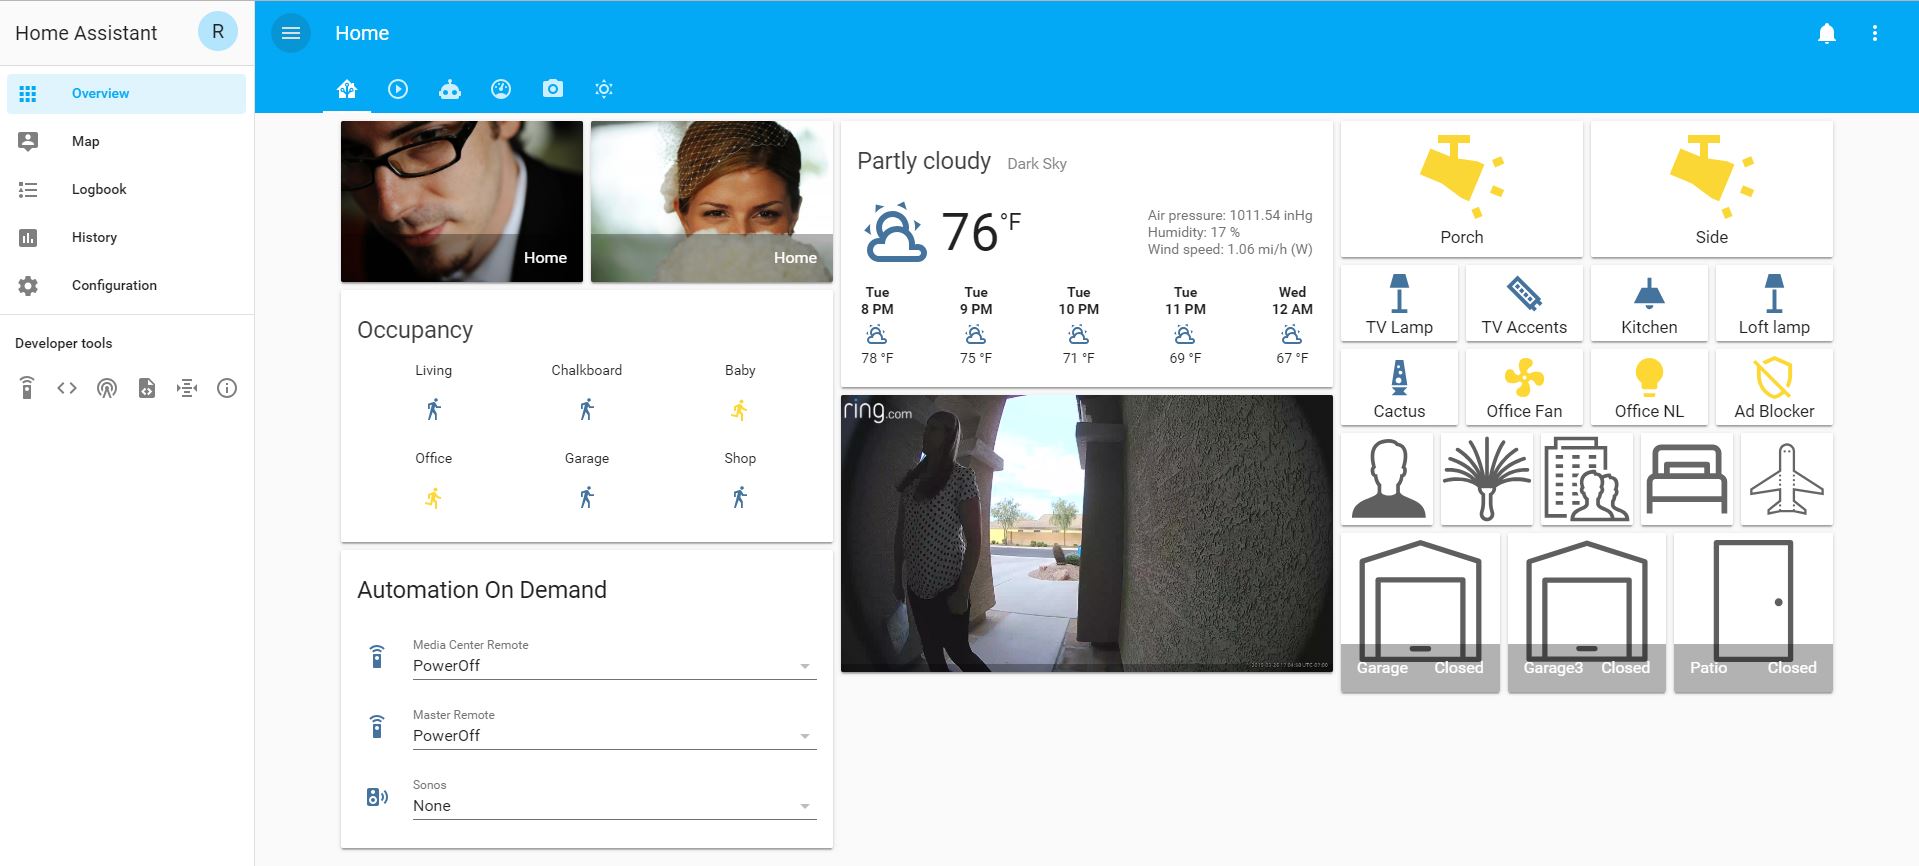 Home Assistant
R
Overview
Map
Logbook
History
Configuration
Developer tools
Home
Home
Home
Occupancy
Living Chalkboard Baby
Office Garage Shop
Automation On Demand
Media Center Remote
PowerOff
Master Remote
PowerOff
Sonos
None
Partly cloudy Dark Sky
76 °F
Air pressure: 1011.54 inHg
Humidity: 17 %
Wind speed: 1.06 mi/h (W)
Tue Tue Tue Tue Wed
8 PM 9 PM 10 PM 11 PM 12 AM
78 °F 75 °F 71 °F 69 °F 67 °F
ring.com
Porch Side
TV Lamp TV Accents Kitchen Loft lamp
Cactus Office Fan Office NL Ad Blocker
Garage Closed Garage3 Closed Patio Closed